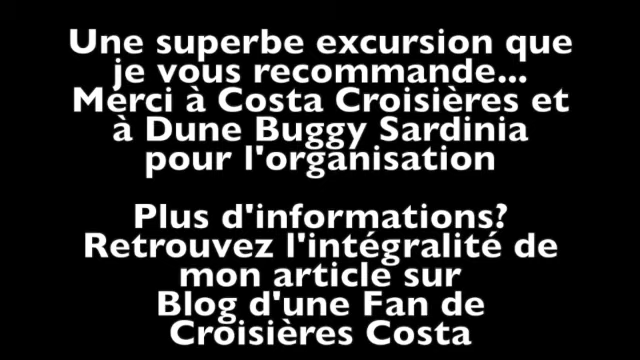 Une superbe excursion que
je vous recommande...
Merci à Costa Croisières et
à Dune Buggy Sardinia
pour l'organisation
Plus d'informations?
Retrouvez l'intégralité de
mon article sur
Blog d'une Fan de
Croisières Costa